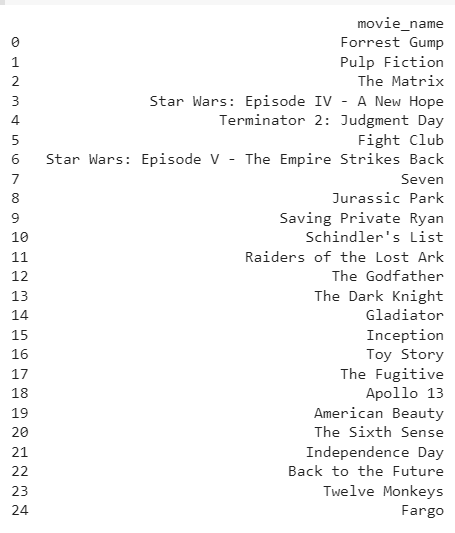 movie_name
0 Forrest Gump
1 Pulp Fiction
2 The Matrix
3 Star Wars: Episode IV - A New Hope
4 Terminator 2: Judgment Day
5 Fight Club
6 Star Wars: Episode V - The Empire Strikes Back
7 Seven
8 Jurassic Park
9 Saving Private Ryan
10 Schindler's List
11 Raiders of the Lost Ark
12 The Godfather
13 The Dark Knight
14 Gladiator
15 Inception
16 Toy Story
17 The Fugitive
18 Apollo 13
19 American Beauty
20 The Sixth Sense
21 Independence Day
22 Back to the Future
23 Twelve Monkeys
24 Fargo